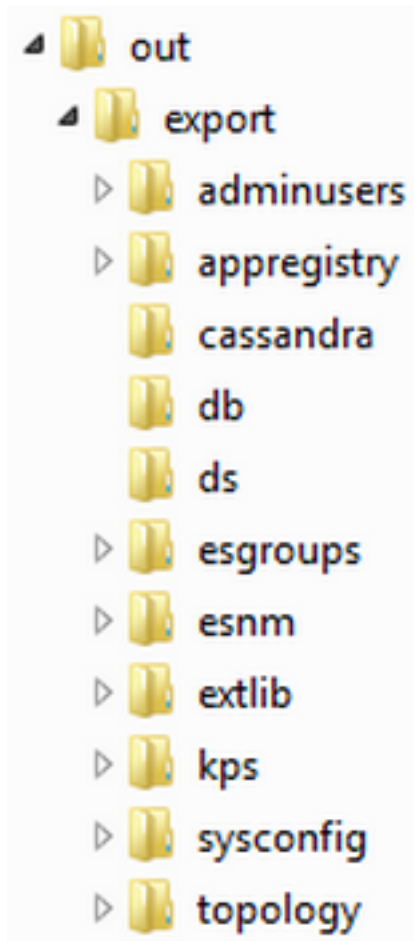 out
export
adminusers
appregistry
cassandra
db
ds
esgroups
esnm
extlib
kps
sysconfig
topology